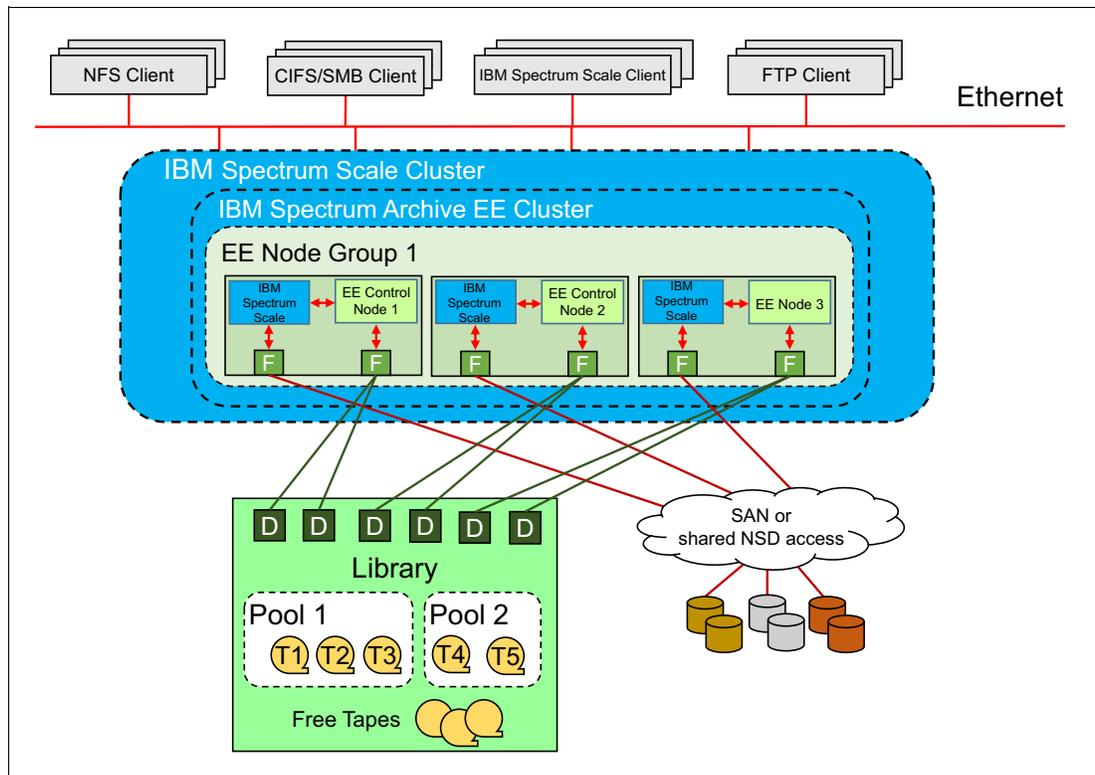 NFS Client
CIFS/SMB Client
IBM Spectrum Scale Client
FTP Client
Ethernet
IBM Spectrum Scale Cluster
IBM Spectrum Archive EE Cluster
EE Node Group 1
IBM
Spectrum
Scale
EE Control
Node 1
IBM
Spectrum
Scale
EE Control
Node 2
IBM
Spectrum
Scale
EE Node 3
F
F
F
F
F
F
D
D
D
D
D
D
Library
SAN or
shared NSD access
Pool 1
Pool 2
T1
T2
T3
T4
T5
Free Tapes